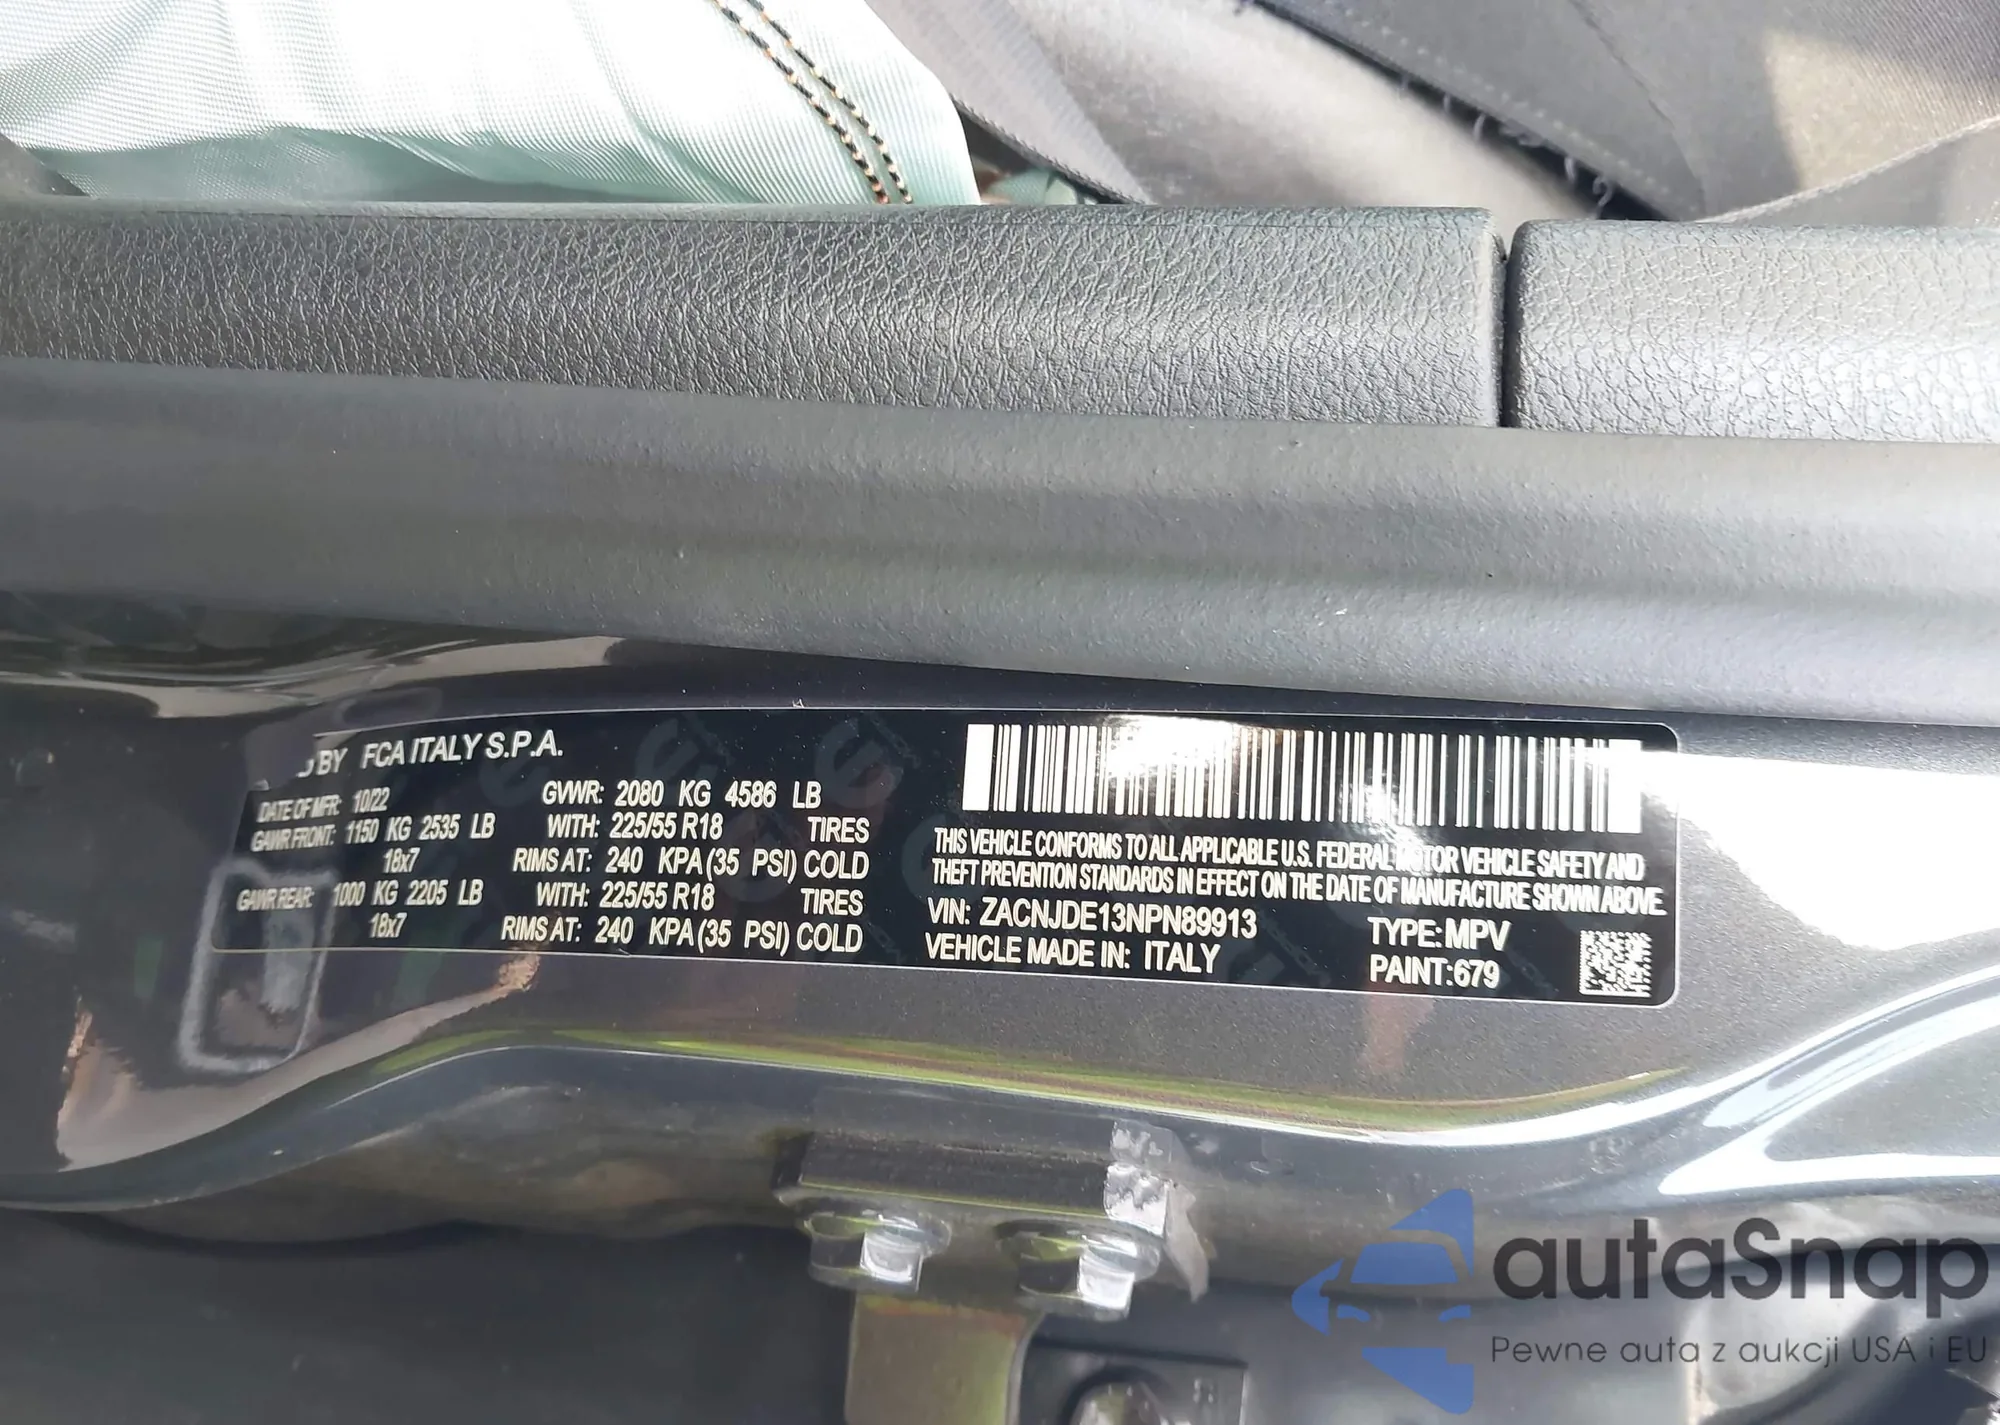 BY FCA ITALY S.P.A.
DATE OF MFR: 10/22 GVWR: 2080 KG 4586 LB
GAWR FRONT: 1150 KG 2535 LB WITH: 225/55 R18 TIRES
18x7 RIMS AT: 240 KPA (35 PSI) COLD
GAWR REAR: 1000 KG 2205 LB WITH: 225/55 R18 TIRES
18x7 RIMS AT: 240 KPA (35 PSI) COLD
THIS VEHICLE CONFORMS TO ALL APPLICABLE U.S. FEDERAL MOTOR VEHICLE SAFETY AND
THEFT PREVENTION STANDARDS IN EFFECT ON THE DATE OF MANUFACTURE SHOWN ABOVE.
VIN: ZACNJDE13NPN89913 TYPE: MPV
VEHICLE MADE IN: ITALY PAINT: 679
autaSnap
Pewne auta z aukcji USA i EU